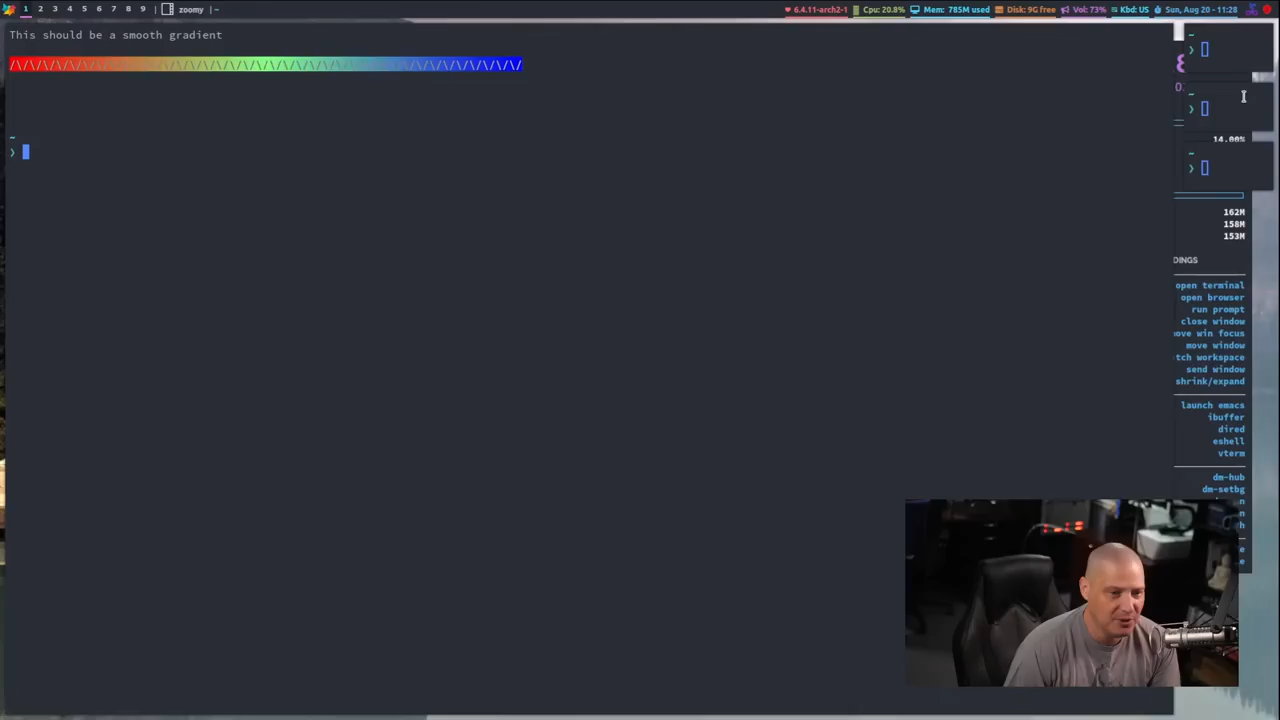 1 2 3 4 5 6 7 8 9 | zoomy | ~
♥ 6.4.11-arch2-1 Cpu: 20.8% Mem: 785M used Disk: 9G free Vol: 73% Kbd: US Sun, Aug 20 - 11:28
This should be a smooth gradient
/\/\/\/\/\/\/\/\/\/\/\/\/\/\/\/\/\/\/\/\/\/\/\/\/\/\/\/\/\/\/\/\/\/\/\/\/\/\/
~
❯
~
❯
~
❯
14.00%
~
❯
162M
158M
153M
DINGS
open terminal
open browser
run prompt
close window
ove win focus
move window
tch workspace
send window
shrink/expand
launch emacs
ibuffer
dired
eshell
vterm
dm-hub
dm-setbg
n
n
h
e
e